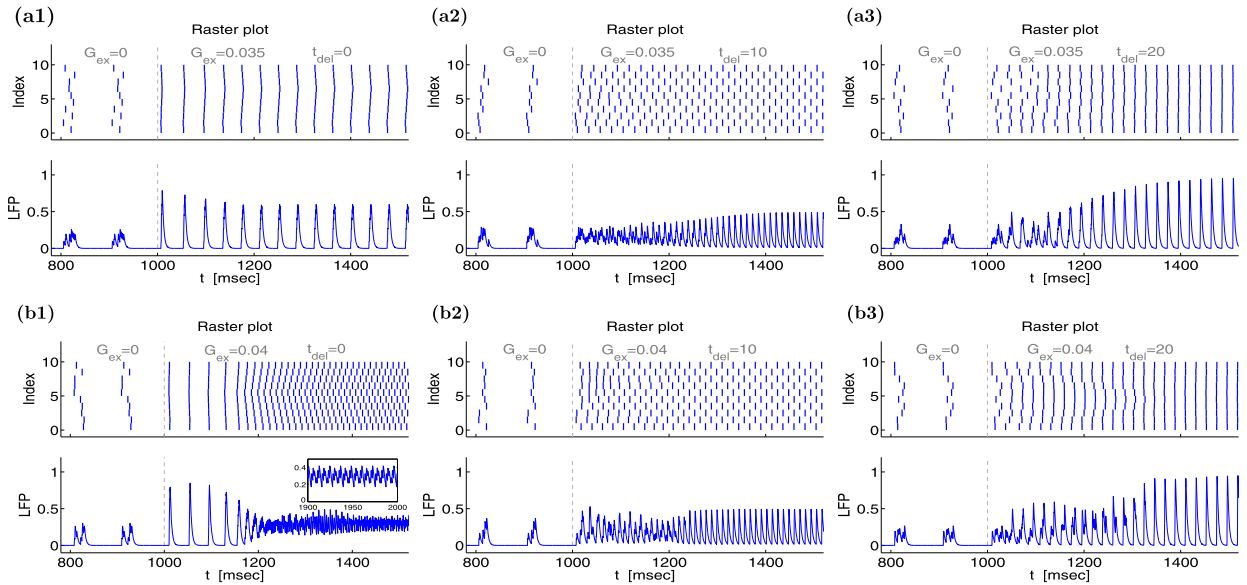 (a1)
Raster plot
G_ex=0 G_ex=0.035 t_del=0
10
5
0
Index
1
0.5
0
LFP
800 1000 1200 1400
t [msec]
(a2)
Raster plot
G_ex=0 G_ex=0.035 t_del=10
10
5
0
Index
1
0.5
0
LFP
800 1000 1200 1400
t [msec]
(a3)
Raster plot
G_ex=0 G_ex=0.035 t_del=20
10
5
0
Index
1
0.5
0
LFP
800 1000 1200 1400
t [msec]
(b1)
Raster plot
G_ex=0 G_ex=0.04 t_del=0
10
5
0
Index
1
0.5
0
LFP
0.4
0.2
0
1900 1950 2000
800 1000 1200 1400
t [msec]
(b2)
Raster plot
G_ex=0 G_ex=0.04 t_del=10
10
5
0
Index
1
0.5
0
LFP
800 1000 1200 1400
t [msec]
(b3)
Raster plot
G_ex=0 G_ex=0.04 t_del=20
10
5
0
Index
1
0.5
0
LFP
800 1000 1200 1400
t [msec]